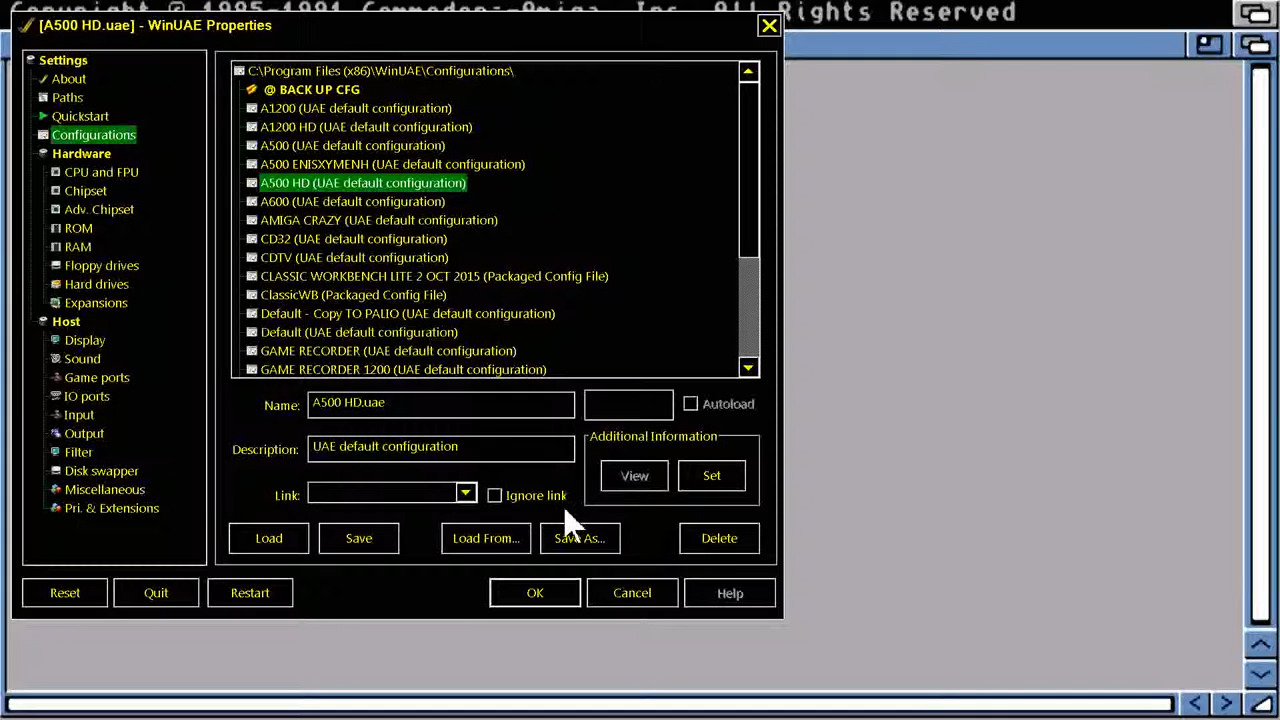 Copyright © 1985-1991 Commodore-Amiga, Inc. All Rights Reserved
[A500 HD.uae] - WinUAE Properties
Settings
About
Paths
Quickstart
Configurations
Hardware
CPU and FPU
Chipset
Adv. Chipset
ROM
RAM
Floppy drives
Hard drives
Expansions
Host
Display
Sound
Game ports
IO ports
Input
Output
Filter
Disk swapper
Miscellaneous
Pri. & Extensions
C:\Program Files (x86)\WinUAE\Configurations\
@ BACK UP CFG
A1200 (UAE default configuration)
A1200 HD (UAE default configuration)
A500 (UAE default configuration)
A500 ENISXYMENH (UAE default configuration)
A500 HD (UAE default configuration)
A600 (UAE default configuration)
AMIGA CRAZY (UAE default configuration)
CD32 (UAE default configuration)
CDTV (UAE default configuration)
CLASSIC WORKBENCH LITE 2 OCT 2015 (Packaged Config File)
ClassicWB (Packaged Config File)
Default - Copy TO PALIO (UAE default configuration)
Default (UAE default configuration)
GAME RECORDER (UAE default configuration)
GAME RECORDER 1200 (UAE default configuration)
Name: A500 HD.uae Autoload
Description: UAE default configuration
Additional Information
View Set
Link: Ignore link
Load Save Load From... Save As... Delete
Reset Quit Restart OK Cancel Help